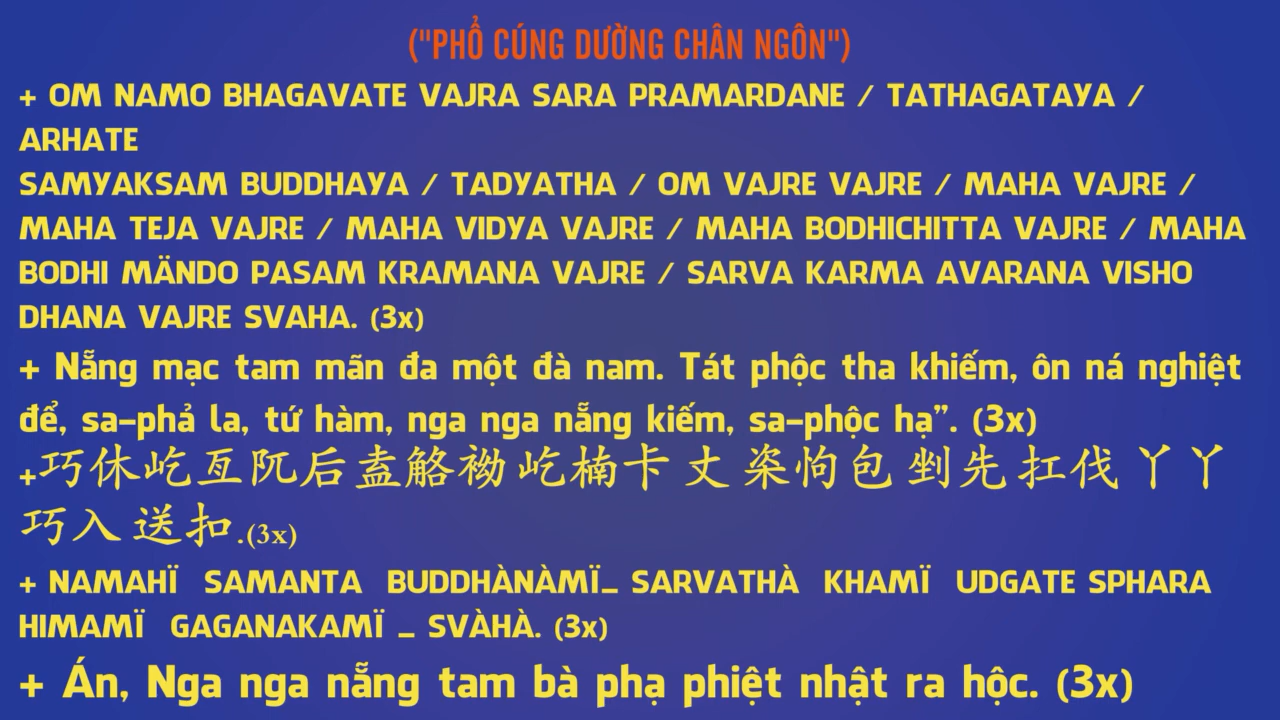 ("PHỔ CÚNG DƯỜNG CHÂN NGÔN")
+ OM NAMO BHAGAVATE VAJRA SARA PRAMARDANE / TATHAGATAYA /
ARHATE
SAMYAKSAM BUDDHAYA / TADYATHA / OM VAJRE VAJRE / MAHA VAJRE /
MAHA TEJA VAJRE / MAHA VIDYA VAJRE / MAHA BODHICHITTA VAJRE / MAHA
BODHI MÄNDO PASAM KRAMANA VAJRE / SARVA KARMA AVARANA VISHO
DHANA VAJRE SVAHA. (3x)
+ Nẵng mạc tam mãn đa một đà nam. Tát phộc tha khiếm, ôn ná nghiệt
để, sa-phả la, tứ hàm, nga nga nẵng kiếm, sa-phộc hạ”. (3x)
+巧休屹亙阢后盍觡袎屹楠卡丈栥怐包剉先扛伐丫丫
巧入送扣.(3x)
+ NAMAHÏ SAMANTA BUDDHÀNÀMÏ_ SARVATHÀ KHAMÏ UDGATE SPHARA
HIMAMÏ GAGANAKAMÏ _ SVÀHÀ. (3x)
+ Án, Nga nga nẵng tam bà phạ phiệt nhật ra hộc. (3x)